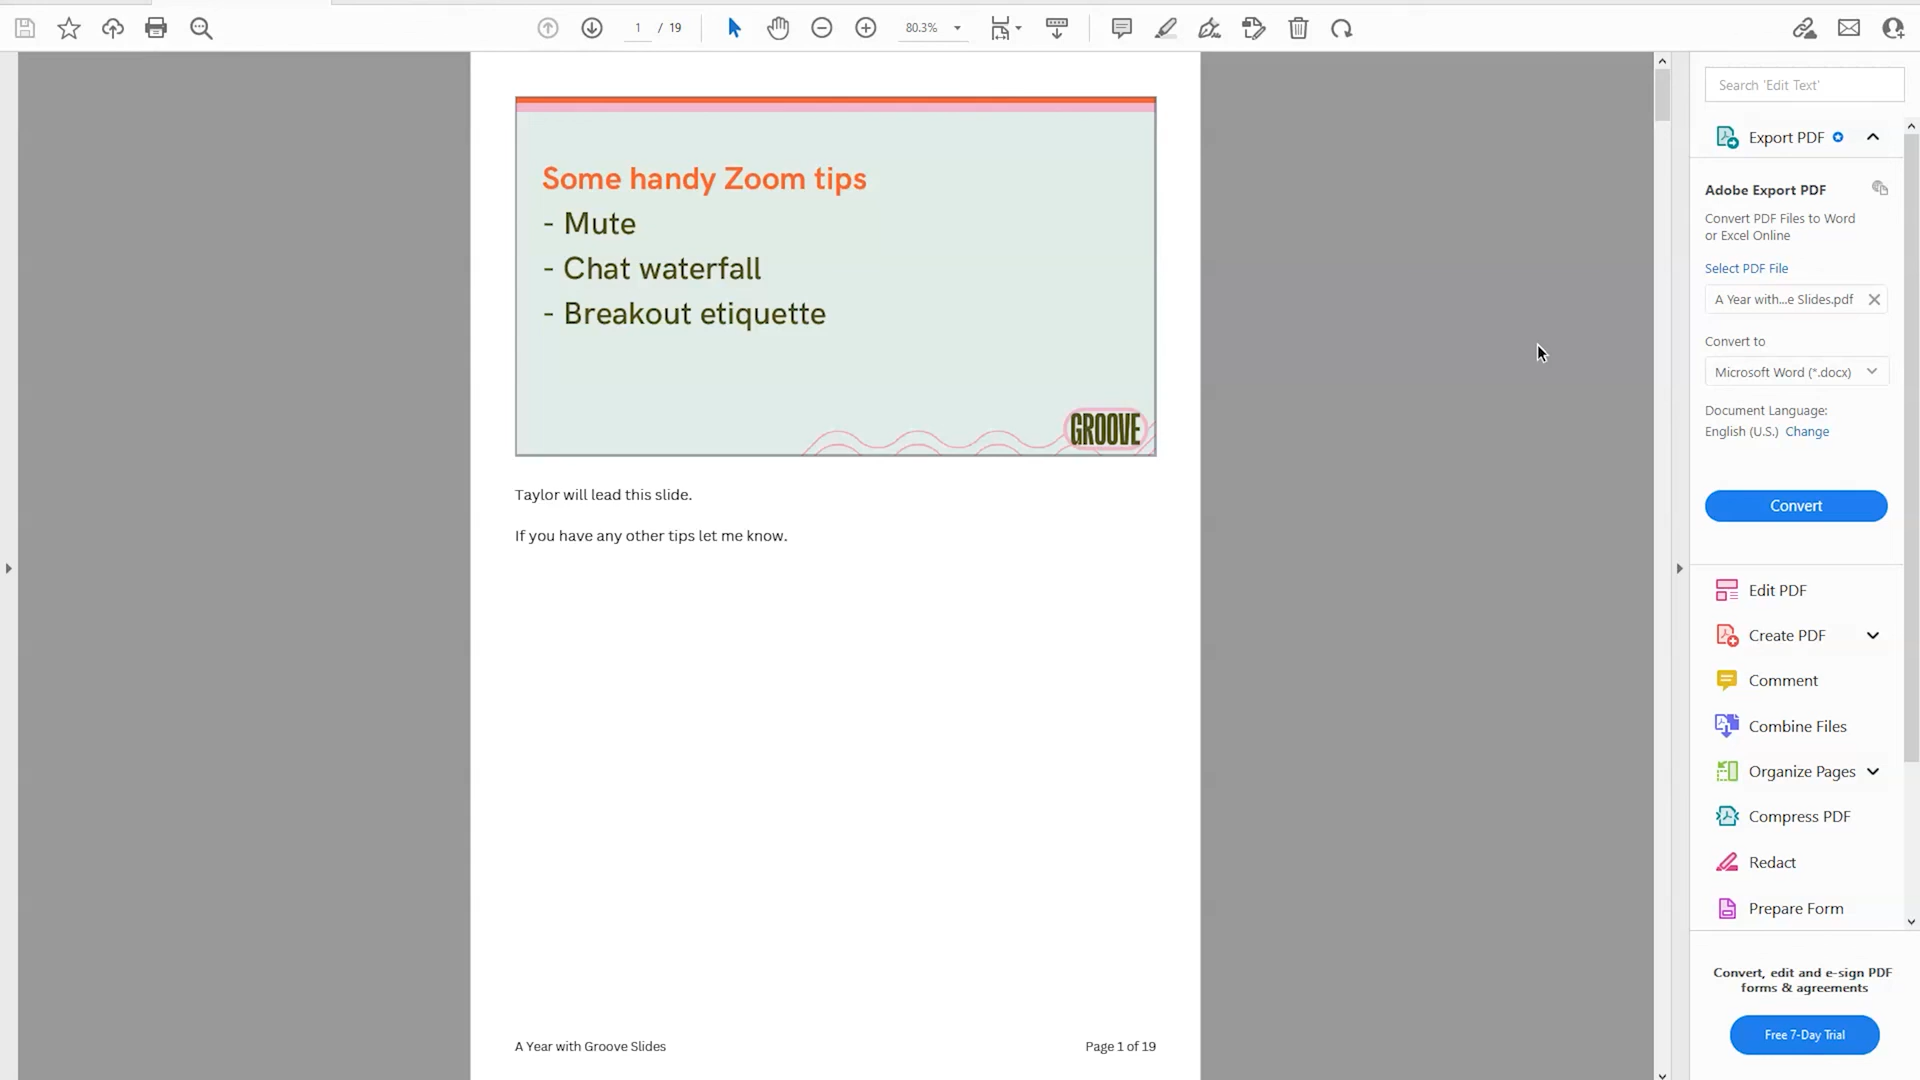 1 / 19
80.3%
Search 'Edit Text'
Export PDF
Some handy Zoom tips
- Mute
- Chat waterfall
- Breakout etiquette
GROOVE
Taylor will lead this slide.
If you have any other tips let me know.
A Year with Groove Slides
Page 1 of 19
Adobe Export PDF
Convert PDF Files to Word
or Excel Online
Select PDF File
A Year with...e Slides.pdf
Convert to
Microsoft Word (*.docx)
Document Language:
English (U.S.) Change
Convert
Edit PDF
Create PDF
Comment
Combine Files
Organize Pages
Compress PDF
Redact
Prepare Form
Convert, edit and e-sign PDF
forms & agreements
Free 7-Day Trial